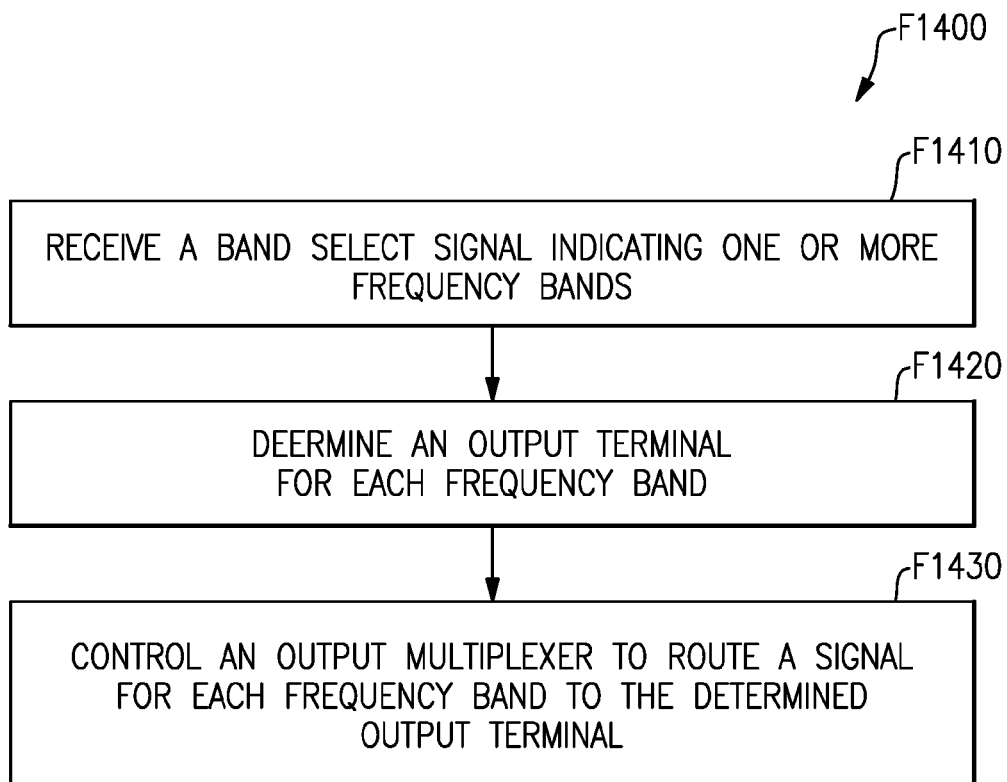 F1400
F1410
RECEIVE A BAND SELECT SIGNAL INDICATING ONE OR MORE
FREQUENCY BANDS
F1420
DEERMINE AN OUTPUT TERMINAL
FOR EACH FREQUENCY BAND
F1430
CONTROL AN OUTPUT MULTIPLEXER TO ROUTE A SIGNAL
FOR EACH FREQUENCY BAND TO THE DETERMINED
OUTPUT TERMINAL